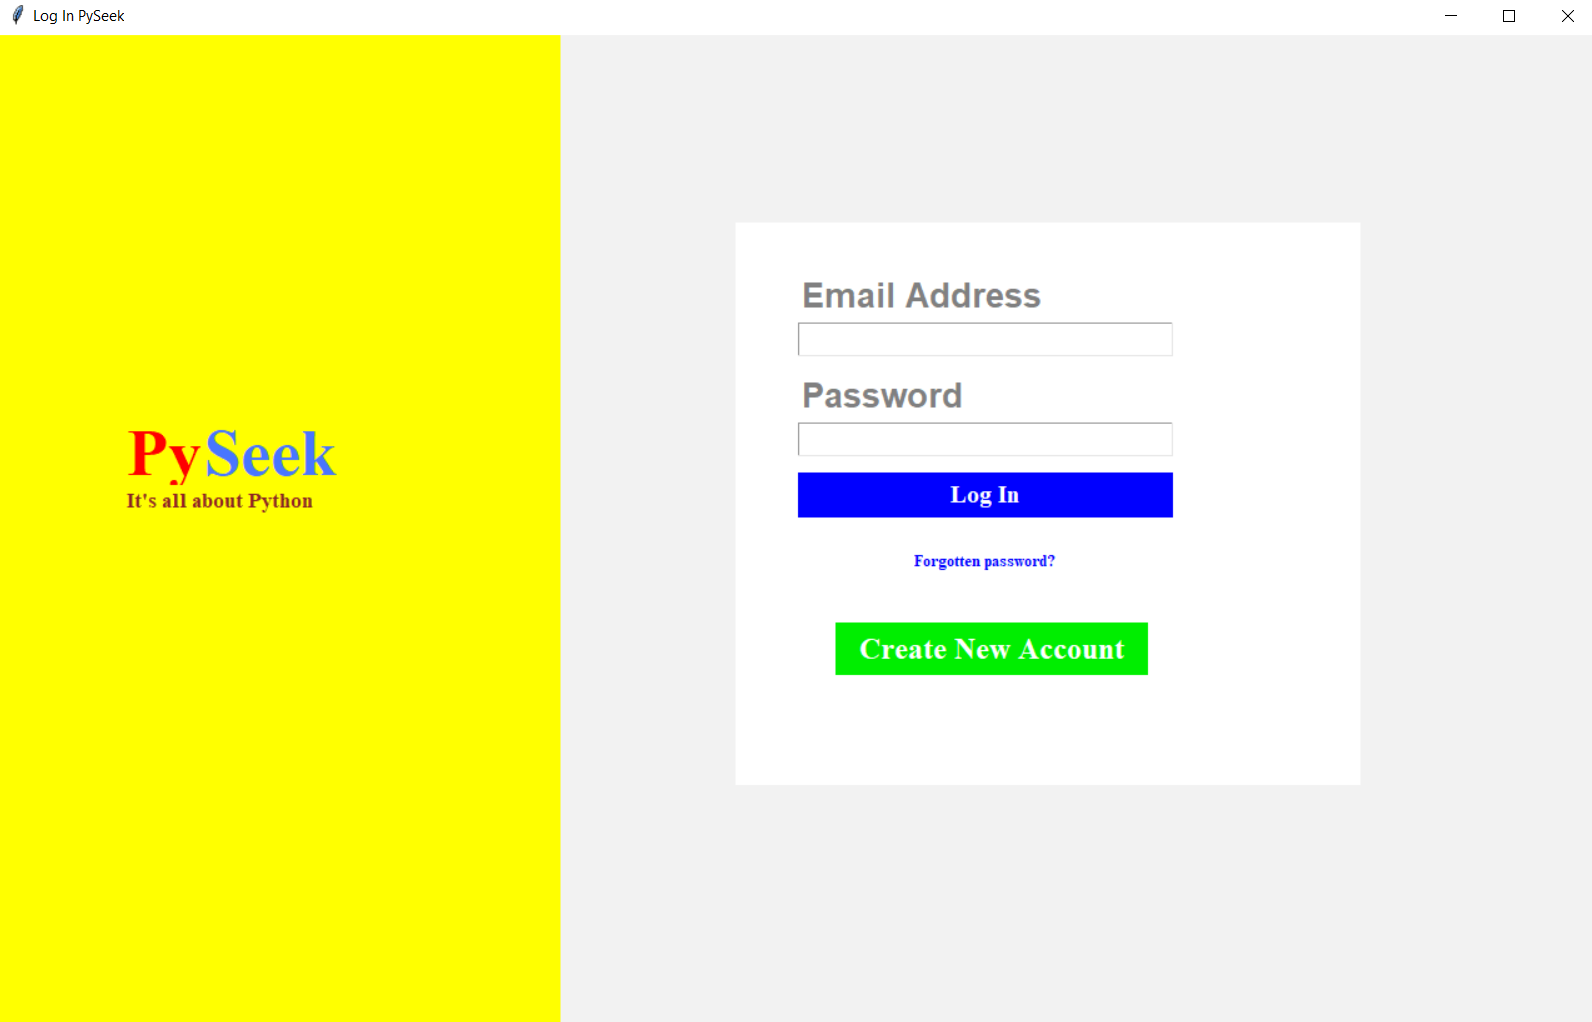 Log In PySeek
PySeek
It's all about Python
Email Address
Password
Log In
Forgotten password?
Create New Account